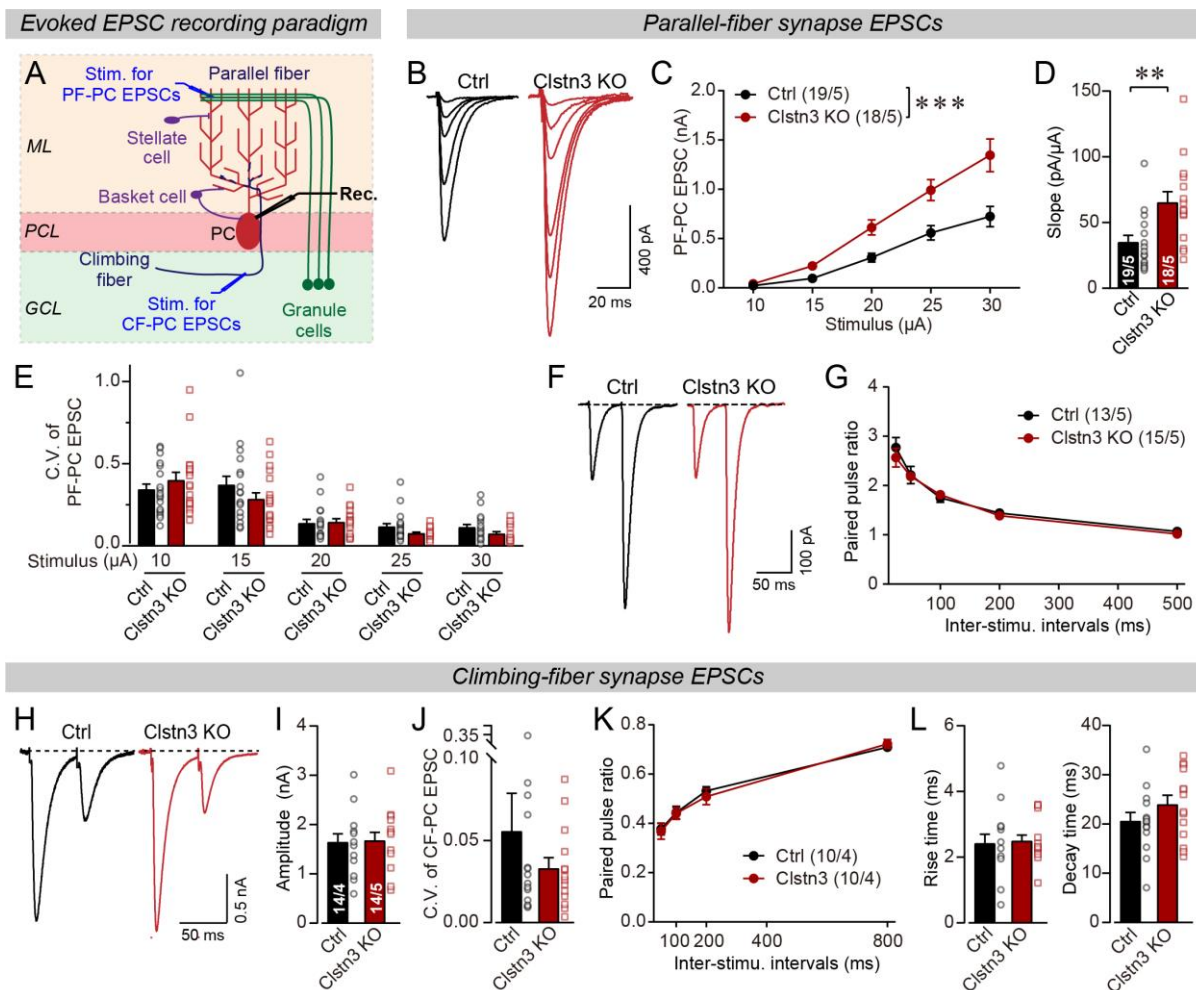 Evoked EPSC recording paradigm
Parallel-fiber synapse EPSCs
A
Stim. for
PF-PC EPSCs
Parallel fiber
ML
Stellate
cell
Basket cell
Rec.
PCL
PC
Climbing
fiber
GCL
Stim. for
CF-PC EPSCs
Granule
cells
B
Ctrl
Clstn3 KO
400 pA
20 ms
C
Ctrl (19/5)
Clstn3 KO (18/5)
***
PF-PC EPSC (nA)
2.0
1.5
1.0
0.5
0.0
10 15 20 25 30
Stimulus (µA)
D
**
Slope (pA/µA)
150
100
50
0
19/5
18/5
Ctrl
Clstn3 KO
E
C.V. of
PF-PC EPSC
1.0
0.5
0.0
Stimulus (µA) 10 15 20 25 30
Ctrl
Clstn3 KO
Ctrl
Clstn3 KO
Ctrl
Clstn3 KO
Ctrl
Clstn3 KO
Ctrl
Clstn3 KO
F
Ctrl
Clstn3 KO
100 pA
50 ms
G
Ctrl (13/5)
Clstn3 KO (15/5)
Paired pulse ratio
4
3
2
1
0
100 200 300 400 500
Inter-stimu. intervals (ms)
Climbing-fiber synapse EPSCs
H
Ctrl
Clstn3 KO
0.5 nA
50 ms
I
Amplitude (nA)
4
3
2
1
0
14/4
14/5
Ctrl
Clstn3 KO
J
C.V. of CF-PC EPSC
0.35
0.10
0.05
0.00
Ctrl
Clstn3 KO
K
Paired pulse ratio
0.8
0.6
0.4
0.2
0.0
Ctrl (10/4)
Clstn3 (10/4)
100 200 400 800
Inter-stimu. intervals (ms)
L
Rise time (ms)
6
4
2
0
Ctrl
Clstn3 KO
Decay time (ms)
40
30
20
10
0
Ctrl
Clstn3 KO